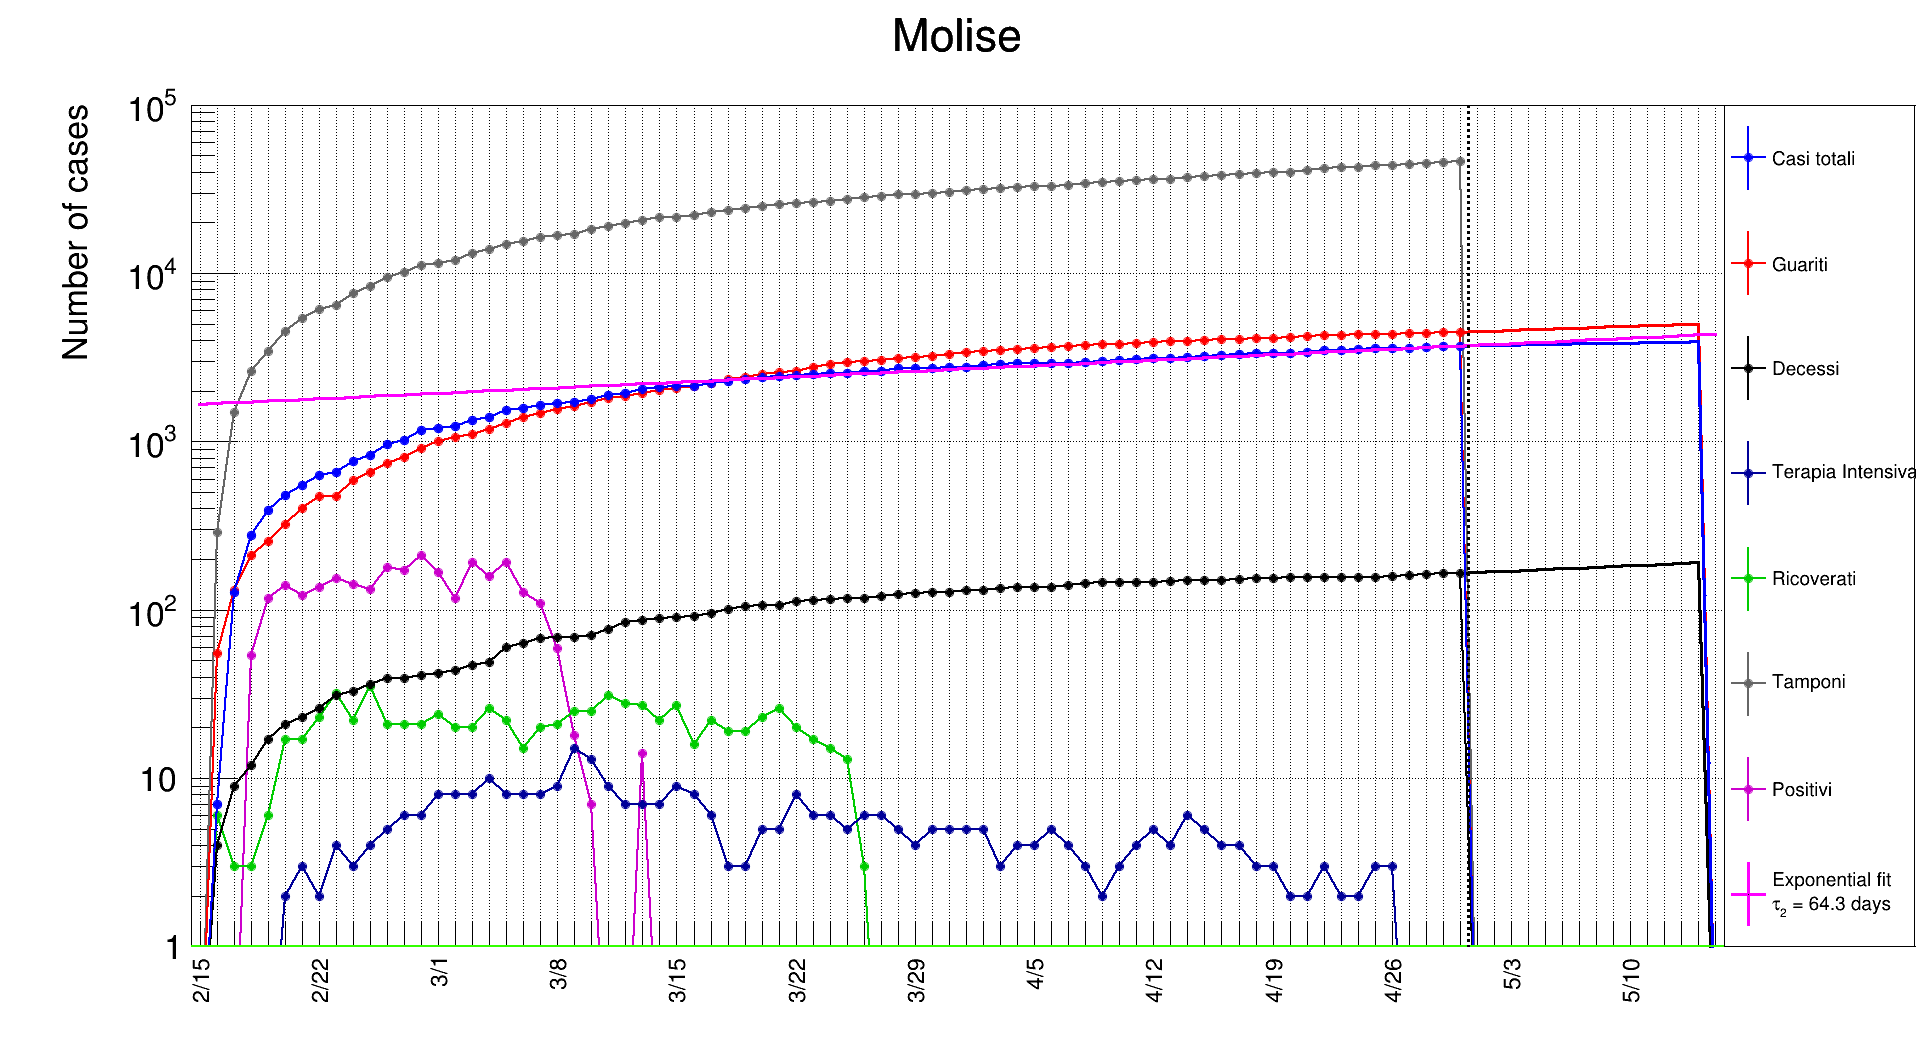 Molise
Number of cases
10^5
10^4
10^3
10^2
10
1
2/15
2/22
3/1
3/8
3/15
3/22
3/29
4/5
4/12
4/19
4/26
5/3
5/10
Casi totali
Guariti
Decessi
Terapia Intensiva
Ricoverati
Tamponi
Positivi
Exponential fit
τ₂ = 64.3 days